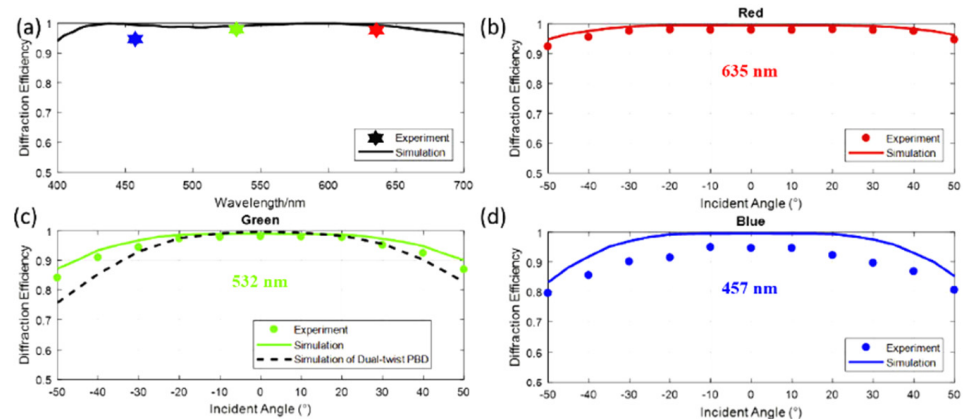 (a)
Diffraction Efficiency
1
0.9
0.8
0.7
0.6
0.5
400 450 500 550 600 650 700
Wavelength/nm
Experiment
Simulation
(b)
Red
Diffraction Efficiency
1
0.9
0.8
0.7
0.6
0.5
635 nm
Experiment
Simulation
-50 -40 -30 -20 -10 0 10 20 30 40 50
Incident Angle (°)
(c)
Green
Diffraction Efficiency
1
0.9
0.8
0.7
0.6
0.5
532 nm
Experiment
Simulation
Simulation of Dual-twist PBD
-50 -40 -30 -20 -10 0 10 20 30 40 50
Incident Angle (°)
(d)
Blue
Diffraction Efficiency
1
0.9
0.8
0.7
0.6
0.5
457 nm
Experiment
Simulation
-50 -40 -30 -20 -10 0 10 20 30 40 50
Incident Angle (°)